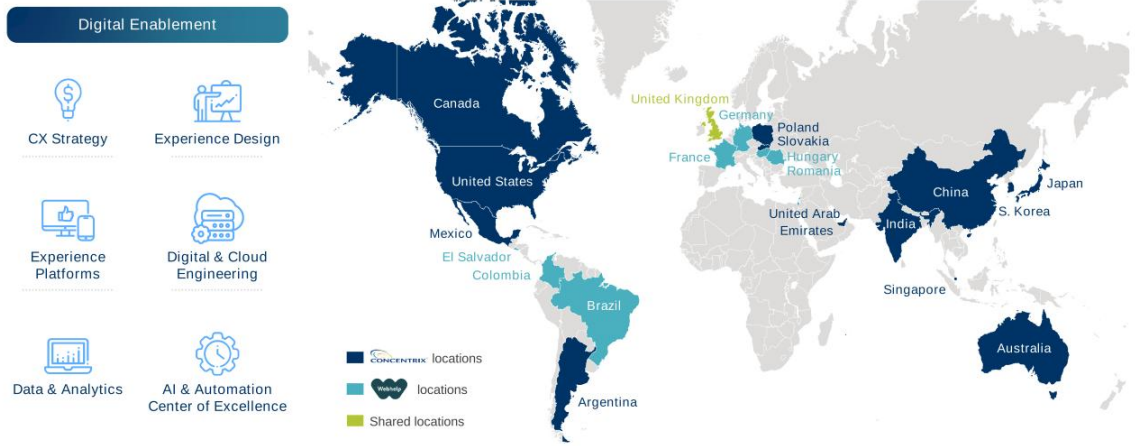 Digital Enablement
CX Strategy
Experience Design
Experience
Platforms
Digital & Cloud
Engineering
Data & Analytics
AI & Automation
Center of Excellence
Canada
United States
Mexico
El Salvador
Colombia
Brazil
Argentina
United Kingdom
Germany
France
Poland
Slovakia
Hungary
Romania
United Arab
Emirates
India
China
Japan
S. Korea
Singapore
Australia
CONCENTRIX locations
Webhelp locations
Shared locations